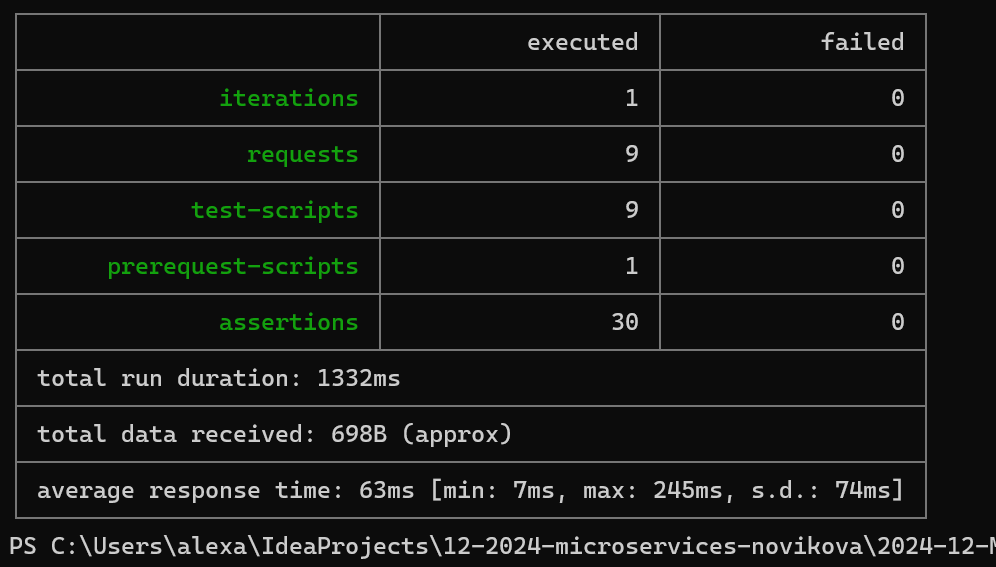 executed failed
iterations 1 0
requests 9 0
test-scripts 9 0
prerequest-scripts 1 0
assertions 30 0
total run duration: 1332ms
total data received: 698B (approx)
average response time: 63ms [min: 7ms, max: 245ms, s.d.: 74ms]
PS C:\Users\alexa\IdeaProjects\12-2024-microservices-novikova\2024-12-M